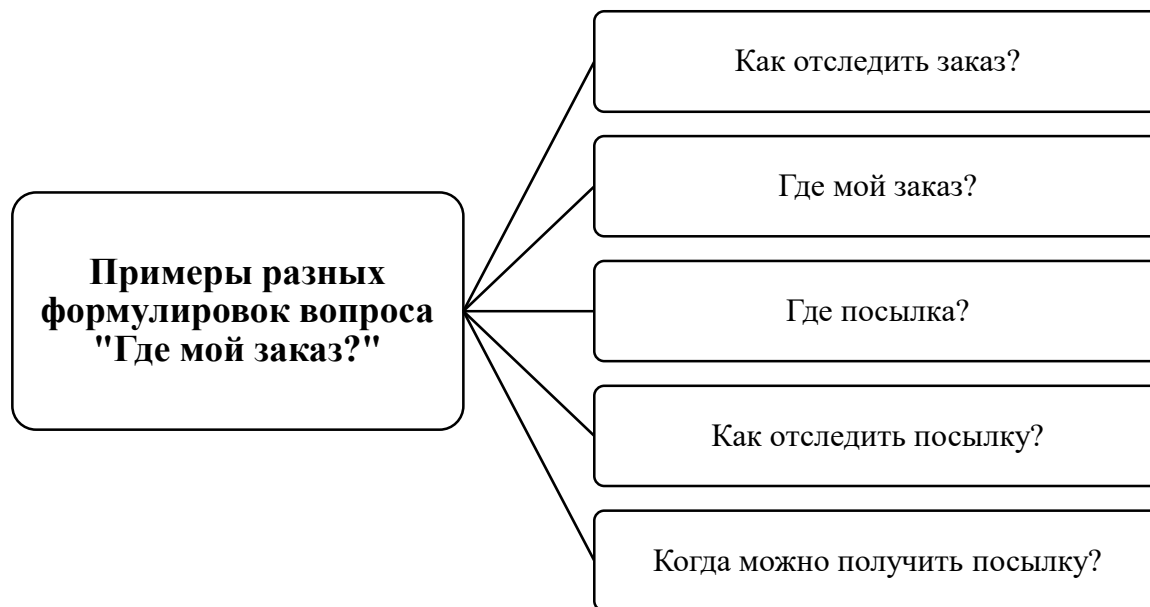 Примеры разных
формулировок вопроса
"Где мой заказ?"
Как отследить заказ?
Где мой заказ?
Где посылка?
Как отследить посылку?
Когда можно получить посылку?